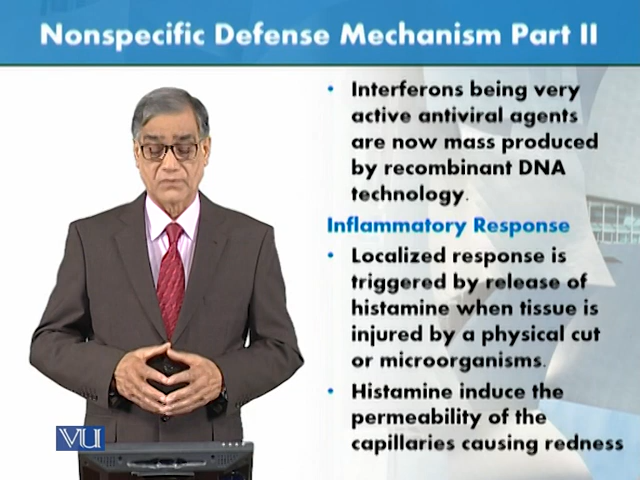 Nonspecific Defense Mechanism Part II
• Interferons being very
active antiviral agents
are now mass produced
by recombinant DNA
technology.
Inflammatory Response
• Localized response is
triggered by release of
histamine when tissue is
injured by a physical cut
or microorganisms.
• Histamine induce the
permeability of the
capillaries causing redness
VU